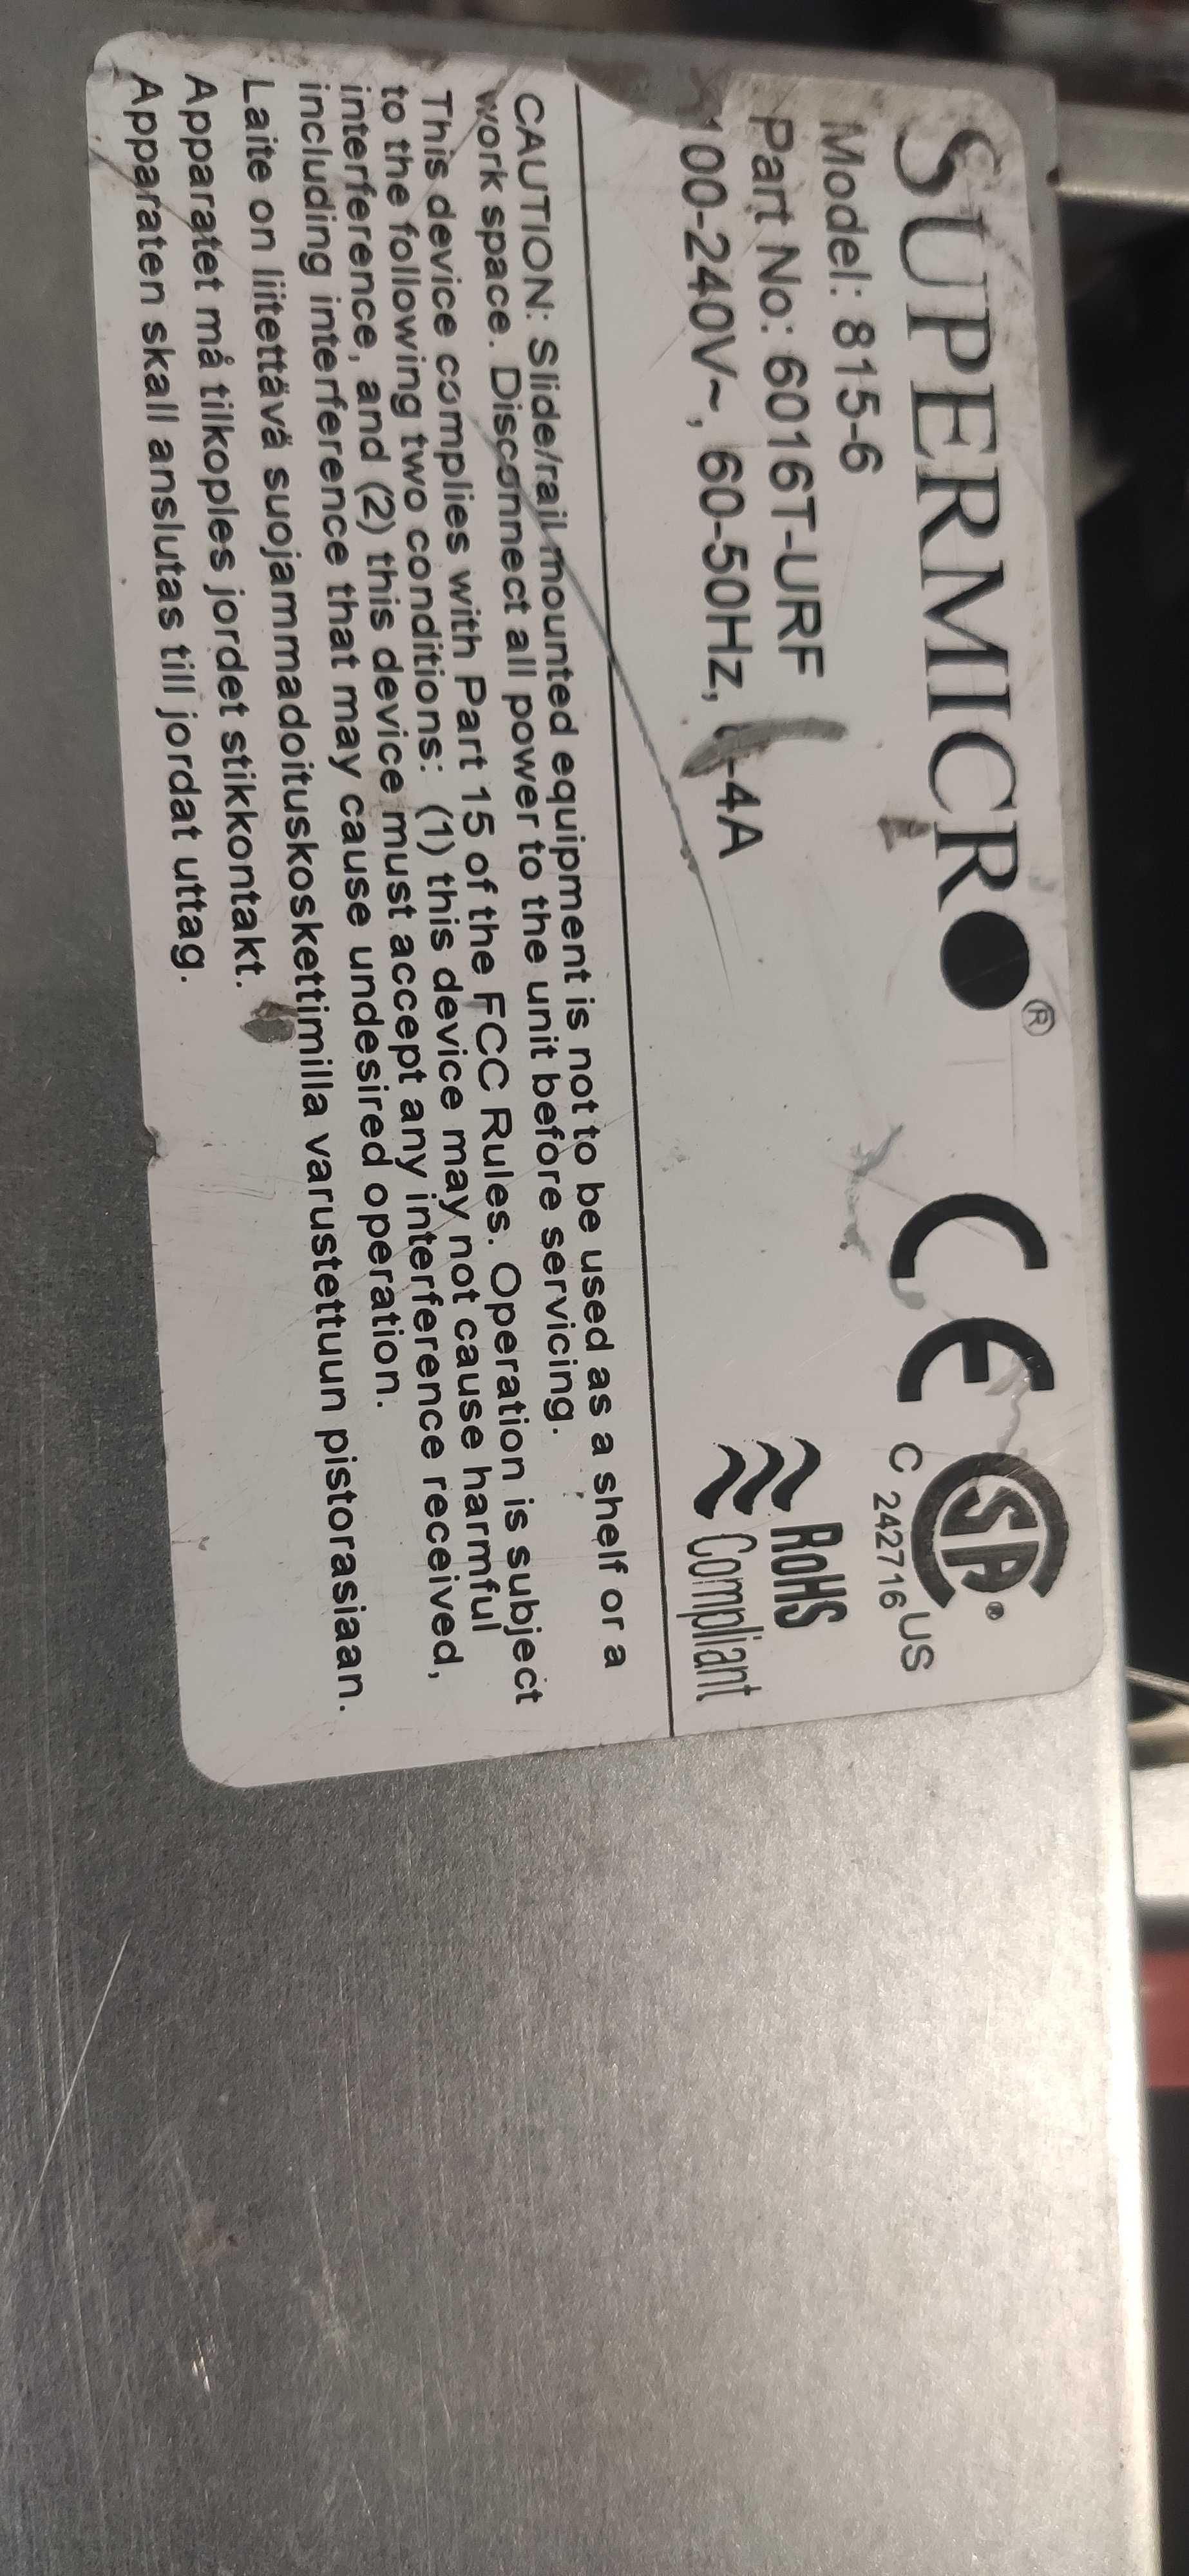 SUPERMICRO®
Model: 815-6
Part No: 6016T-URF
100-240V~, 60-50Hz, -4A
CE
C SA® US
242716
RoHS
Compliant
CAUTION: Slide/rail mounted equipment is not to be used as a shelf or a
work space. Disconnect all power to the unit before servicing.
This device complies with Part 15 of the FCC Rules. Operation is subject
to the following two conditions: (1) this device may not cause harmful
interference, and (2) this device must accept any interference received,
including interference that may cause undesired operation.
Laite on liitettävä suojammadoituskoskettimilla varustettuun pistorasiaan.
Apparatet må tilkoples jordet stikkontakt.
Apparaten skall anslutas till jordat uttag.